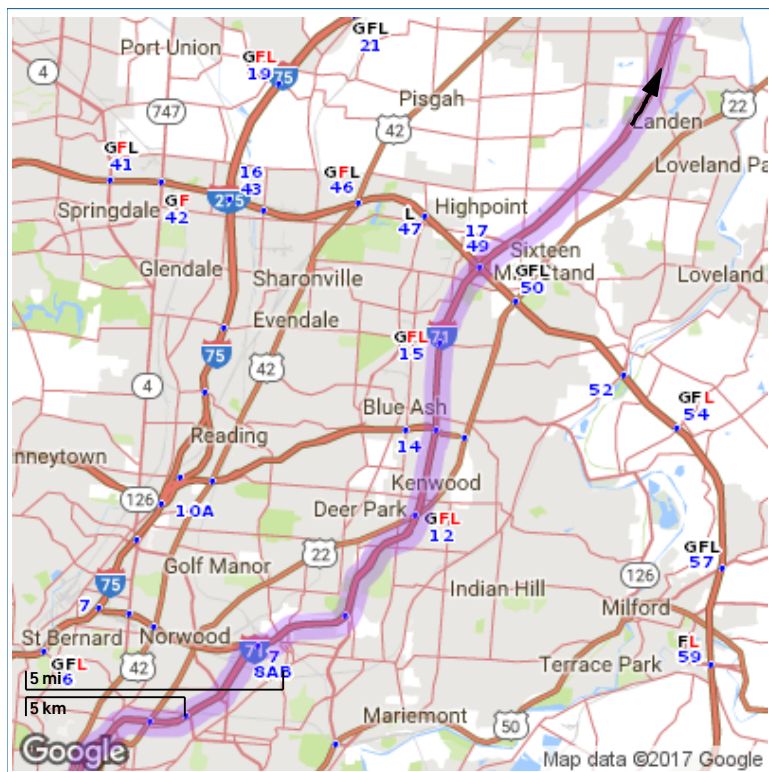 GFL
21
Port Union
GFL
19
75
4
Pisgah
747
42
22
Landen
GFL
41
16
43
GFL
46
Loveland Pa
GF
42
275
Springdale
L
47
Highpoint
17
49
Glendale
Sixteen
Sharonville
GFL
50
Loveland
Evendale
GFL
15
71
75
42
4
52
Blue Ash
GFL
54
Reading
14
nneytown
Kenwood
126
10A
Deer Park
GFL
12
22
GFL
57
Golf Manor
75
Indian Hill
126
7
Milford
St Bernard
Norwood
71
7
8AB
FL
59
GFL
6
42
Terrace Park
5 mi
5 km
Mariemont
50
Google
Map data ©2017 Google